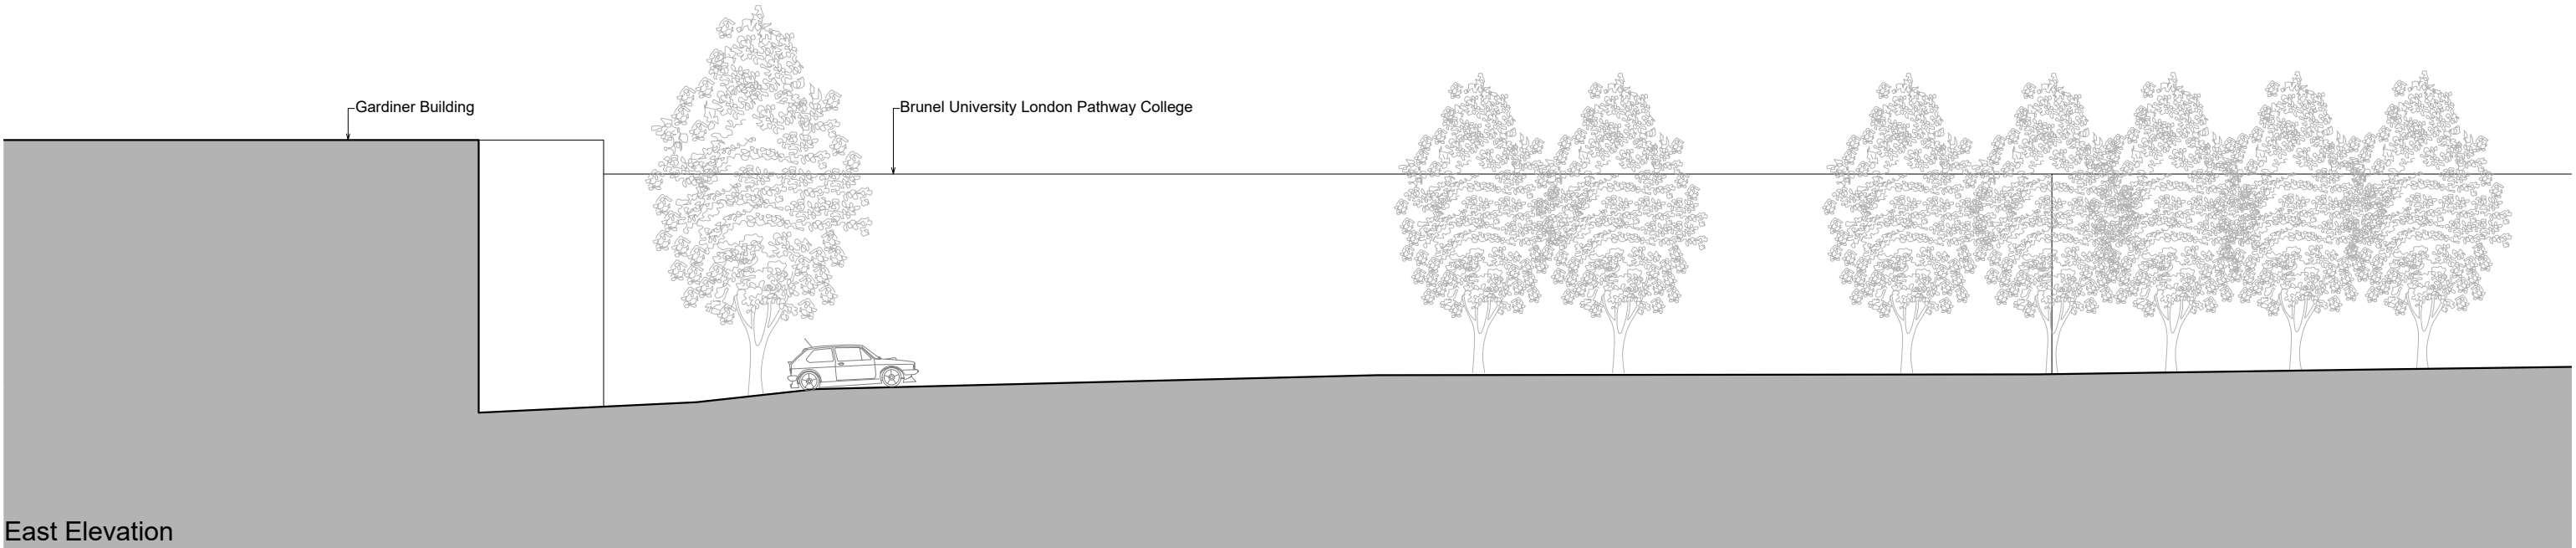 Gardiner Building
Brunel University London Pathway College
East Elevation